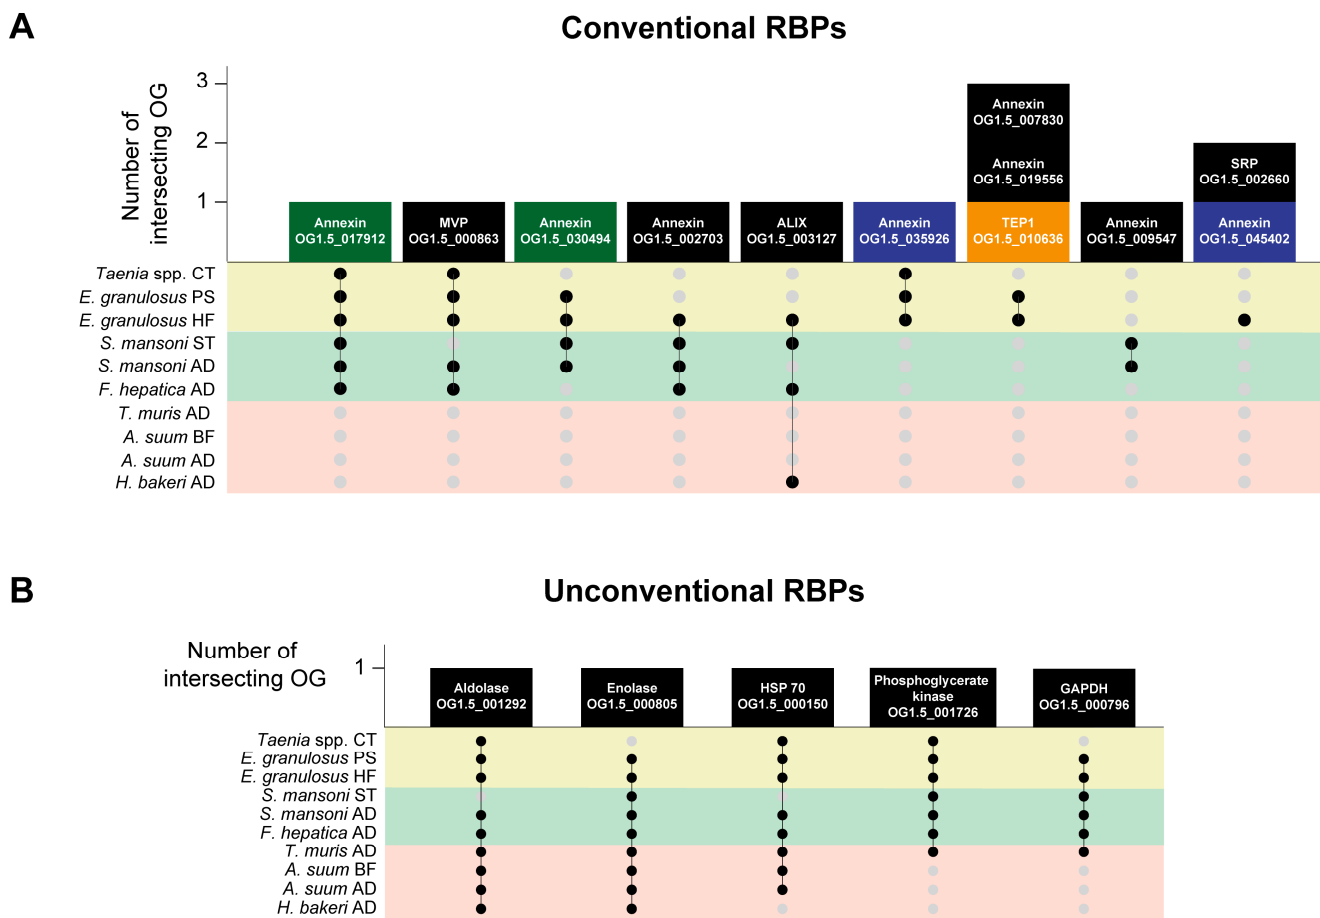 A
Conventional RBPs
Number of
intersecting OG
3
2
1
Annexin
OG1.5_017912
MVP
OG1.5_000863
Annexin
OG1.5_030494
Annexin
OG1.5_002703
ALIX
OG1.5_003127
Annexin
OG1.5_035926
Annexin
OG1.5_007830
Annexin
OG1.5_019556
TEP1
OG1.5_010636
Annexin
OG1.5_009547
SRP
OG1.5_002660
Annexin
OG1.5_045402
Taenia spp. CT
E. granulosus PS
E. granulosus HF
S. mansoni ST
S. mansoni AD
F. hepatica AD
T. muris AD
A. suum BF
A. suum AD
H. bakeri AD
B
Unconventional RBPs
Number of
intersecting OG
1
Aldolase
OG1.5_001292
Enolase
OG1.5_000805
HSP 70
OG1.5_000150
Phosphoglycerate
kinase
OG1.5_001726
GAPDH
OG1.5_000796
Taenia spp. CT
E. granulosus PS
E. granulosus HF
S. mansoni ST
S. mansoni AD
F. hepatica AD
T. muris AD
A. suum BF
A. suum AD
H. bakeri AD